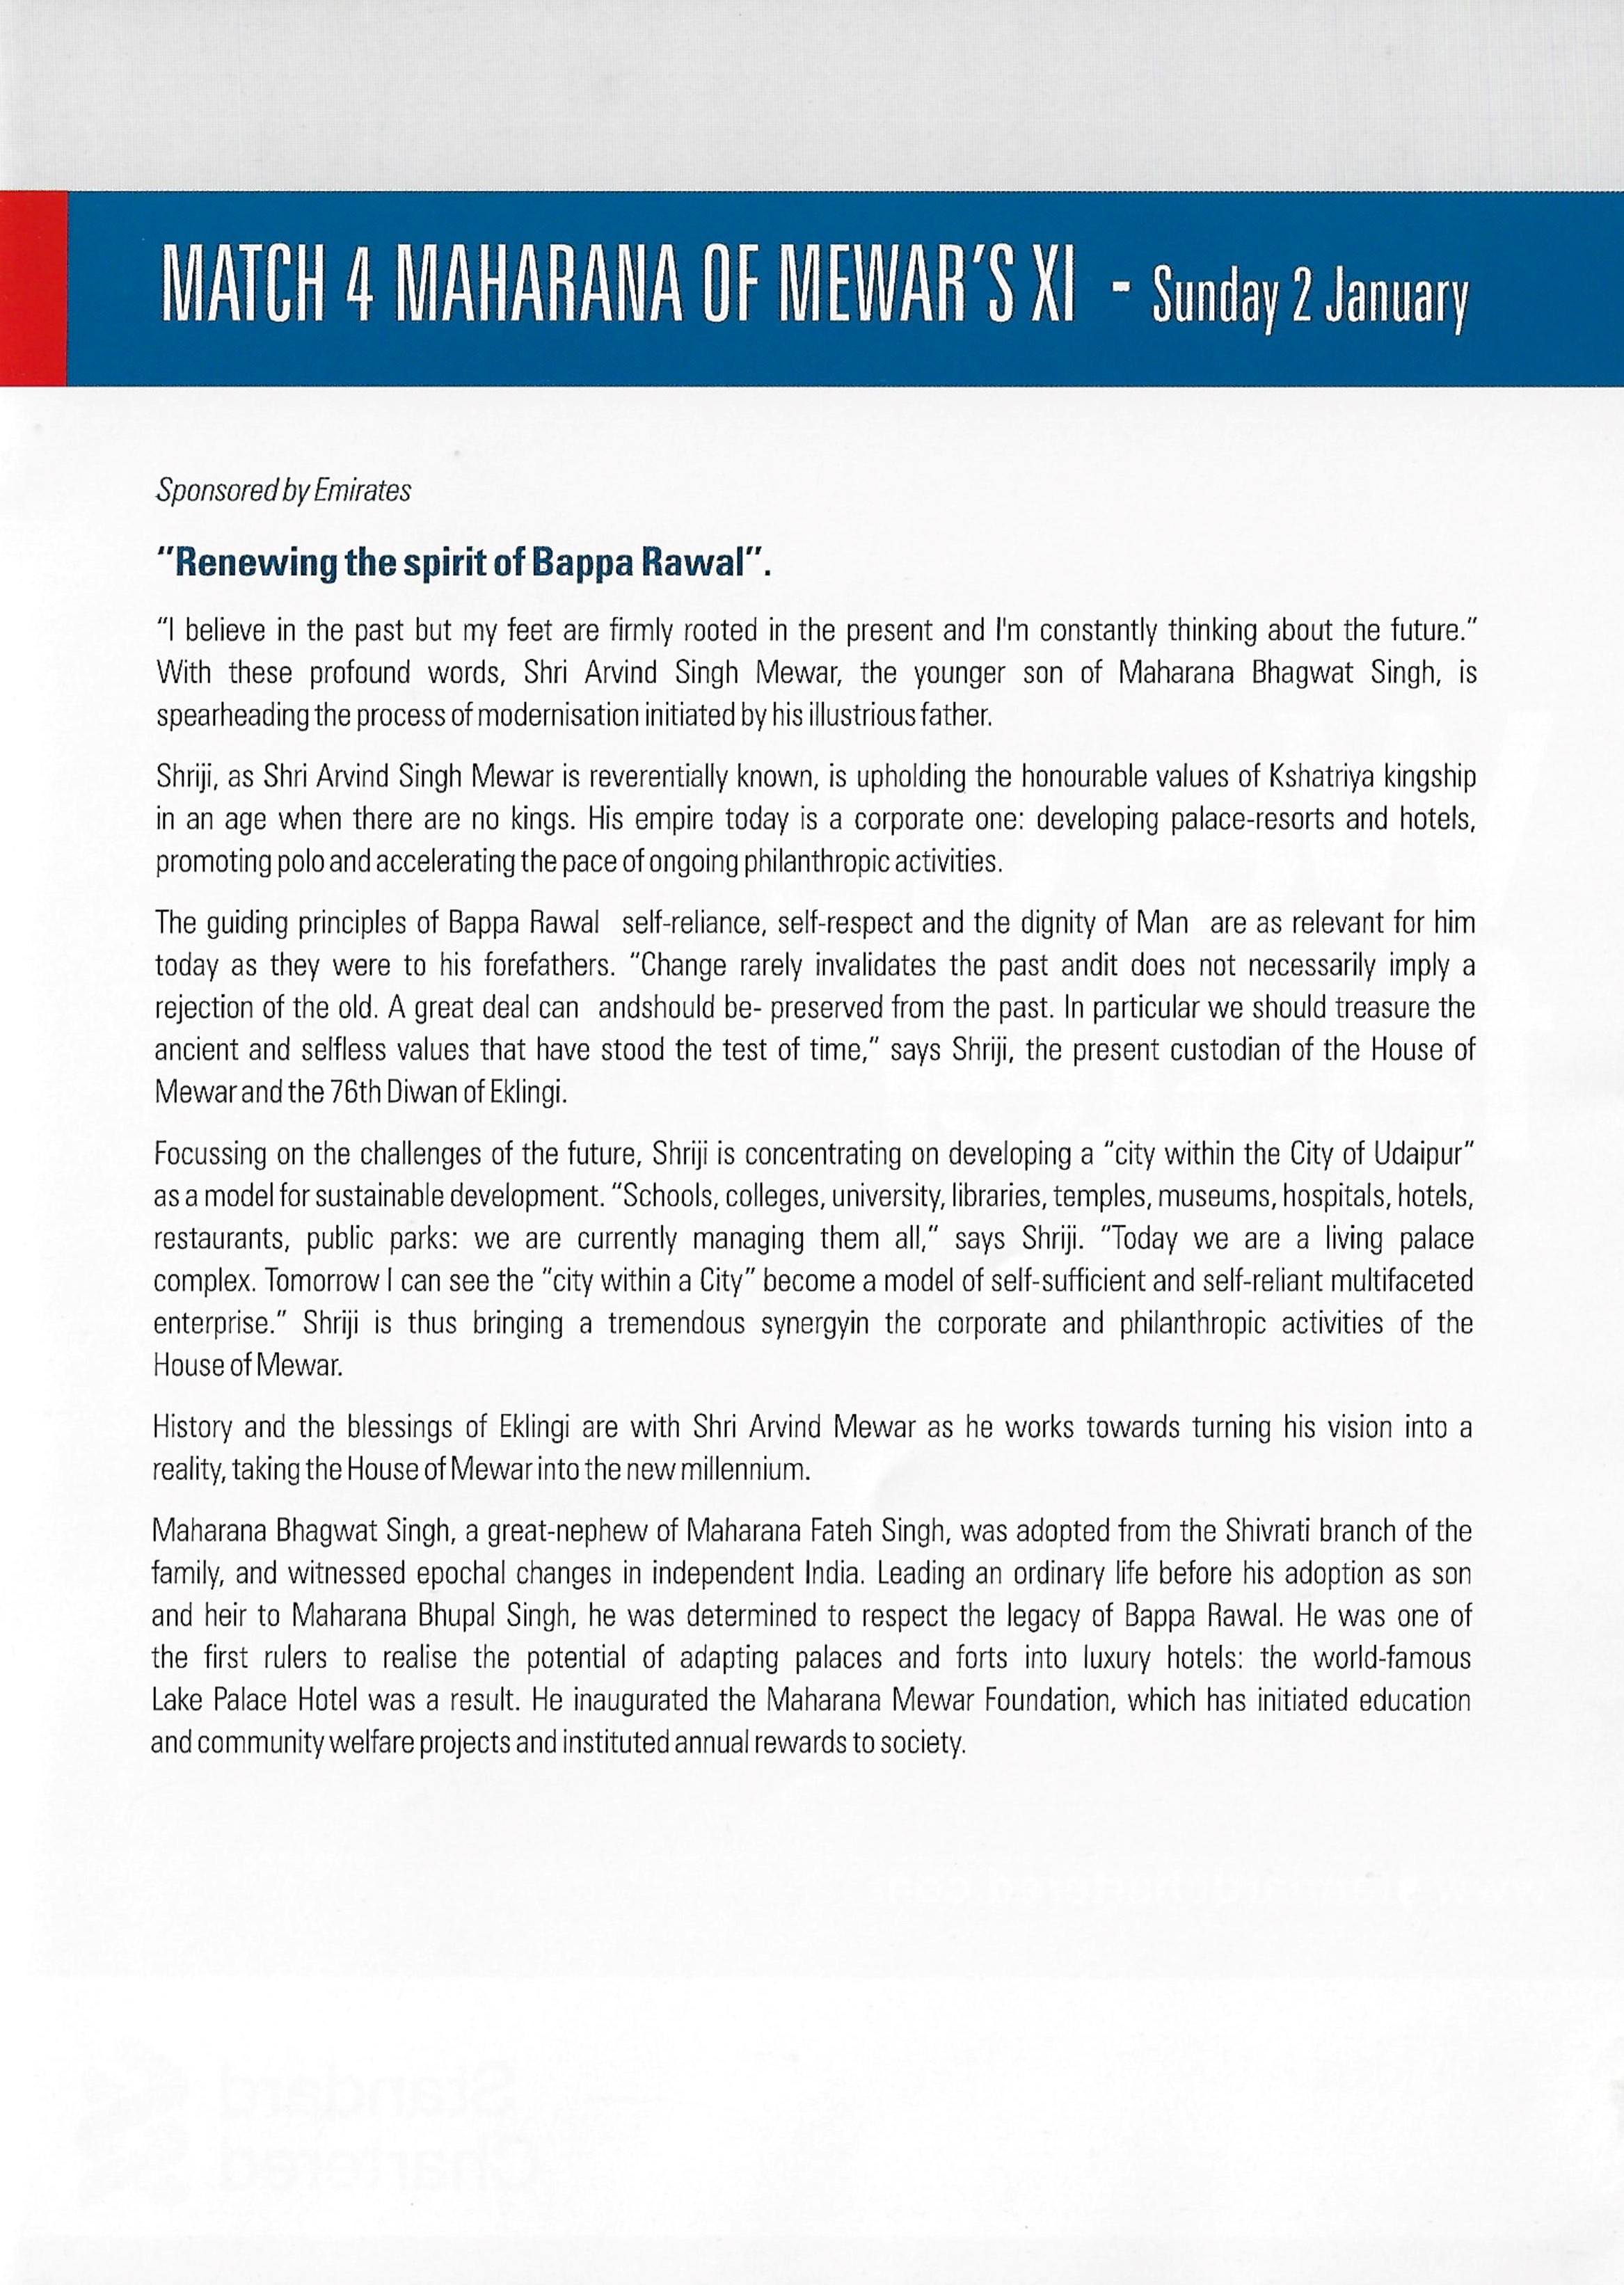 MATCH 4 MAHARANA OF MEWAR'S XI - Sunday 2 January
Sponsored by Emirates
"Renewing the spirit of Bappa Rawal".
"I believe in the past but my feet are firmly rooted in the present and I'm constantly thinking about the future."
With these profound words, Shri Arvind Singh Mewar, the younger son of Maharana Bhagwat Singh, is
spearheading the process of modernisation initiated by his illustrious father.
Shriji, as Shri Arvind Singh Mewar is reverentially known, is upholding the honourable values of Kshatriya kingship
in an age when there are no kings. His empire today is a corporate one: developing palace-resorts and hotels,
promoting polo and accelerating the pace of ongoing philanthropic activities.
The guiding principles of Bappa Rawal self-reliance, self-respect and the dignity of Man are as relevant for him
today as they were to his forefathers. "Change rarely invalidates the past andit does not necessarily imply a
rejection of the old. A great deal can andshould be- preserved from the past. In particular we should treasure the
ancient and selfless values that have stood the test of time," says Shriji, the present custodian of the House of
Mewar and the 76th Diwan of Eklingi.
Focussing on the challenges of the future, Shriji is concentrating on developing a "city within the City of Udaipur"
as a model for sustainable development. "Schools, colleges, university, libraries, temples, museums, hospitals, hotels,
restaurants, public parks: we are currently managing them all," says Shriji. "Today we are a living palace
complex. Tomorrow I can see the "city within a City" become a model of self-sufficient and self-reliant multifaceted
enterprise." Shriji is thus bringing a tremendous synergyin the corporate and philanthropic activities of the
House of Mewar.
History and the blessings of Eklingi are with Shri Arvind Mewar as he works towards turning his vision into a
reality, taking the House of Mewar into the new millennium.
Maharana Bhagwat Singh, a great-nephew of Maharana Fateh Singh, was adopted from the Shivrati branch of the
family, and witnessed epochal changes in independent India. Leading an ordinary life before his adoption as son
and heir to Maharana Bhupal Singh, he was determined to respect the legacy of Bappa Rawal. He was one of
the first rulers to realise the potential of adapting palaces and forts into luxury hotels: the world-famous
Lake Palace Hotel was a result. He inaugurated the Maharana Mewar Foundation, which has initiated education
and community welfare projects and instituted annual rewards to society.